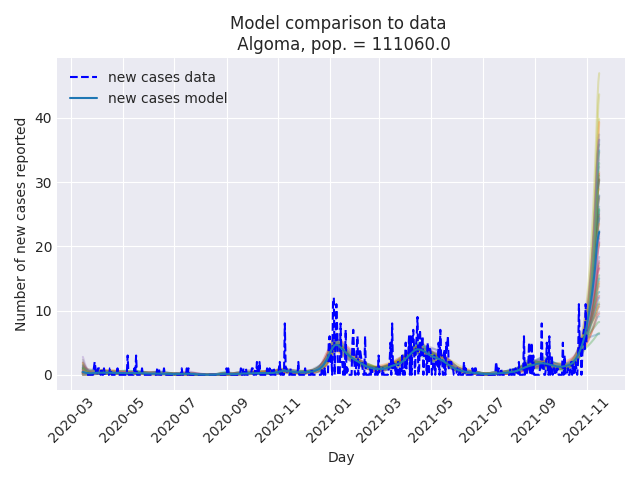 Model comparison to data
Algoma, pop. = 111060.0
new cases data
new cases model
Number of new cases reported
40
30
20
10
0
2020-03
2020-05
2020-07
2020-09
2020-11
2021-01
2021-03
2021-05
2021-07
2021-09
2021-11
Day